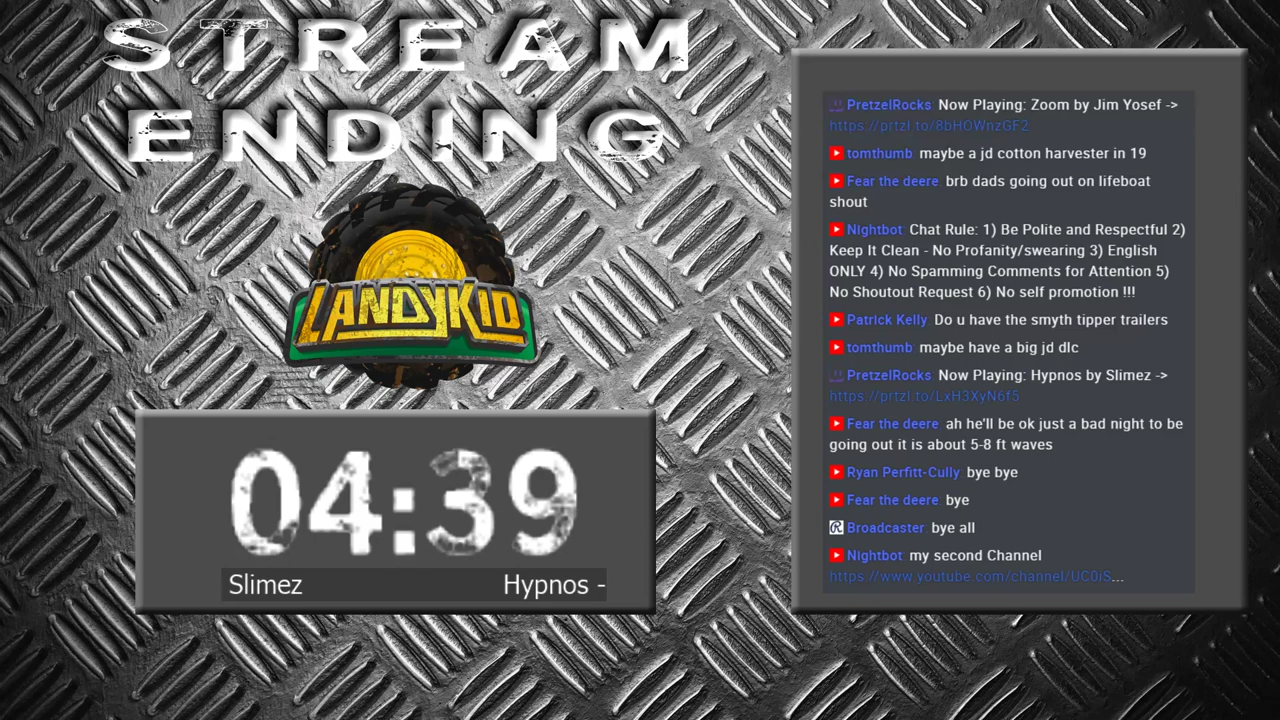 STREAM
ENDING
LANDYKID
04:39
Slimez Hypnos -
PretzelRocks: Now Playing: Zoom by Jim Yosef ->
https://prtzl.to/8bHOWnzGF2
tomthumb: maybe a jd cotton harvester in 19
Fear the deere: brb dads going out on lifeboat
shout
Nightbot: Chat Rule: 1) Be Polite and Respectful 2)
Keep It Clean - No Profanity/swearing 3) English
ONLY 4) No Spamming Comments for Attention 5)
No Shoutout Request 6) No self promotion !!!
Patrick Kelly: Do u have the smyth tipper trailers
tomthumb: maybe have a big jd dlc
PretzelRocks: Now Playing: Hypnos by Slimez ->
https://prtzl.to/LxH3XyN6f5
Fear the deere: ah he'll be ok just a bad night to be
going out it is about 5-8 ft waves
Ryan Perfitt-Cully: bye bye
Fear the deere: bye
Broadcaster: bye all
Nightbot: my second Channel
https://www.youtube.com/channel/UC0iS...